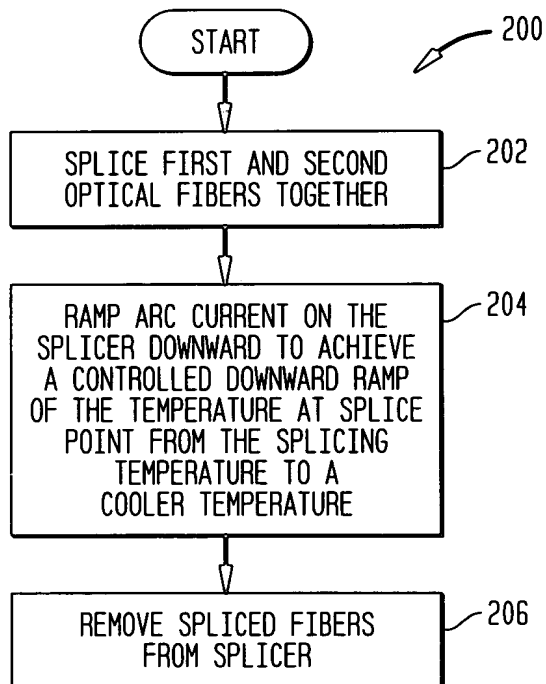 START
200
SPLICE FIRST AND SECOND
OPTICAL FIBERS TOGETHER
202
RAMP ARC CURRENT ON THE
SPLICER DOWNWARD TO ACHIEVE
A CONTROLLED DOWNWARD RAMP
OF THE TEMPERATURE AT SPLICE
POINT FROM THE SPLICING
TEMPERATURE TO A
COOLER TEMPERATURE
204
REMOVE SPLICED FIBERS
FROM SPLICER
206